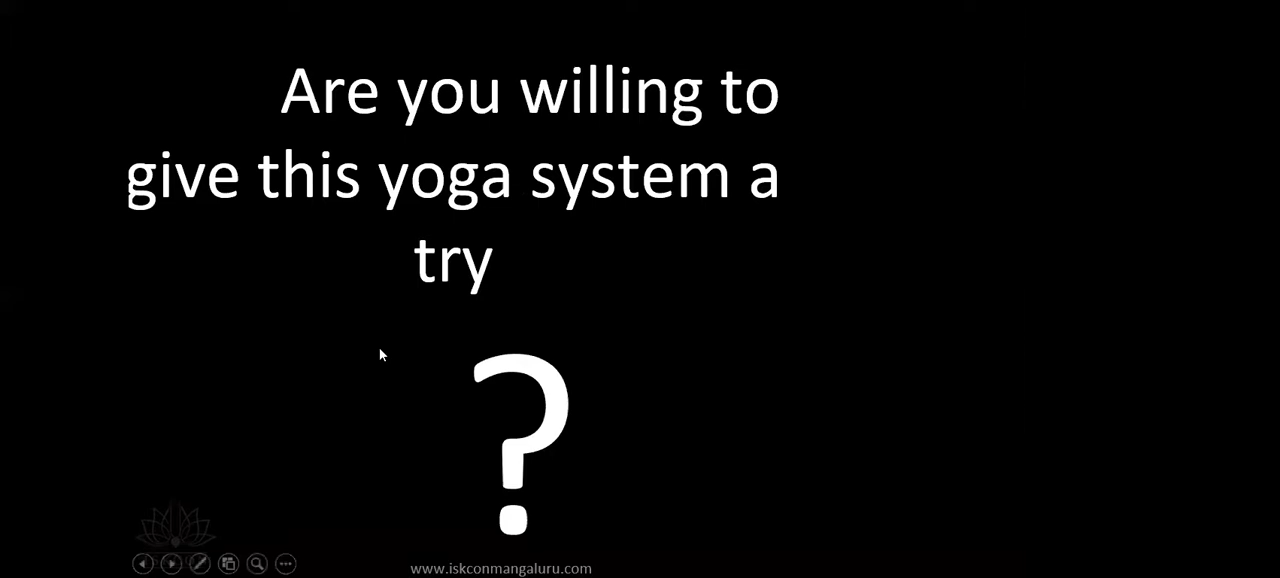 Are you willing to
give this yoga system a
try
?
www.iskconmangaluru.com